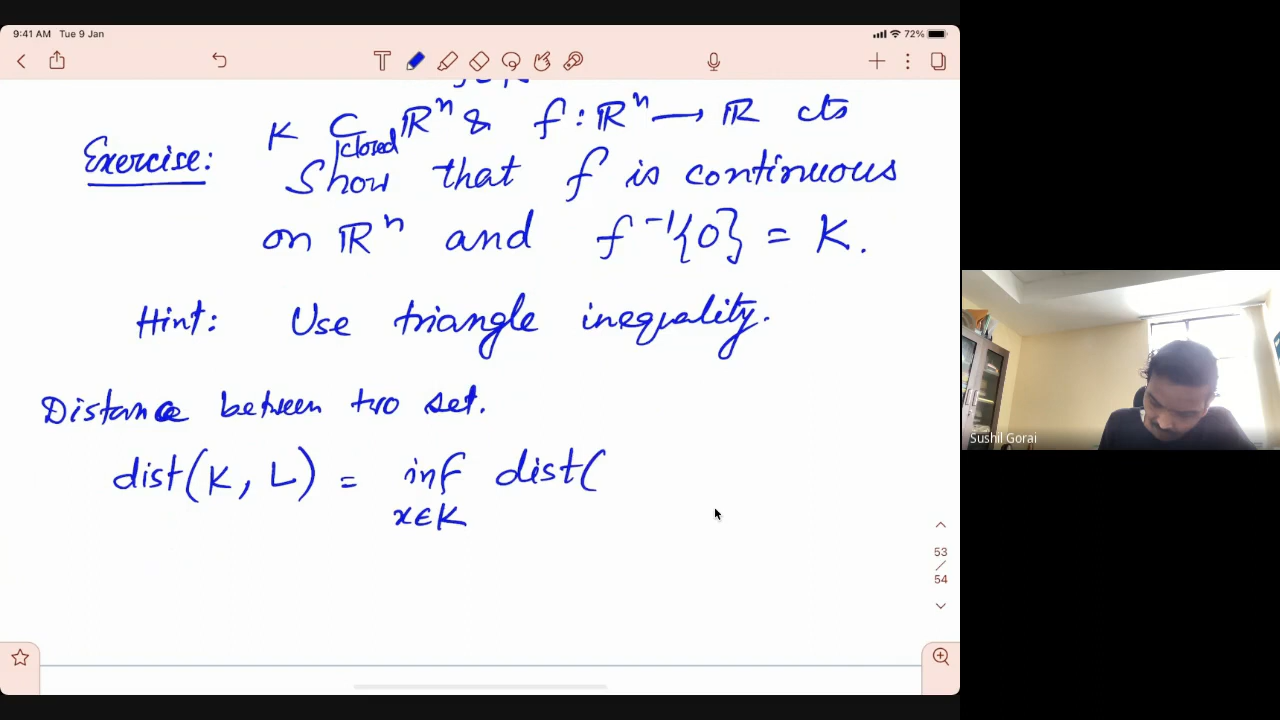 9:41 AM Tue 9 Jan
72%
K ⊂ ℝⁿ & f : ℝⁿ → ℝ cts
closed
Exercise:
Show that f is continuous
on ℝⁿ and f⁻¹{0} = K.
Hint: Use triangle inequality.
Distance between two set.
dist(K, L) = inf dist(
x∈K
Sushil Gorai
53
/
54